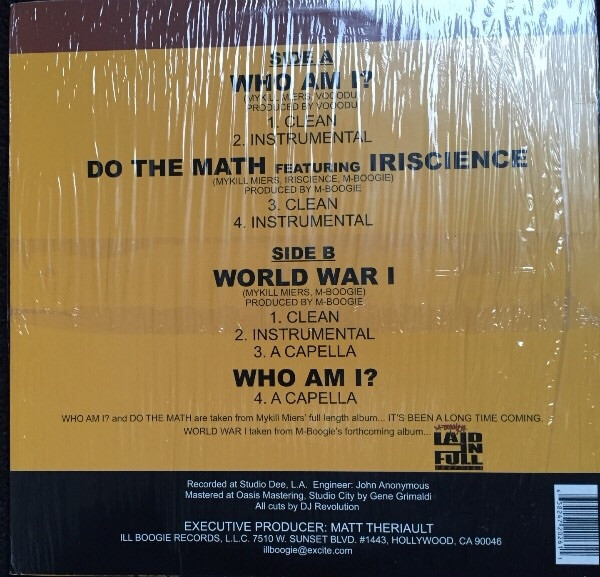 SIDE A
WHO AM I?
(MYKILL MIERS, VOODU)
PRODUCED BY VOODU
1. CLEAN
2. INSTRUMENTAL
DO THE MATH FEATURING IRISCIENCE
(MYKILL MIERS, IRISCIENCE, M-BOOGIE)
PRODUCED BY M-BOOGIE
3. CLEAN
4. INSTRUMENTAL
SIDE B
WORLD WAR I
(MYKILL MIERS, M-BOOGIE)
PRODUCED BY M-BOOGIE
1. CLEAN
2. INSTRUMENTAL
3. A CAPELLA
WHO AM I?
4. A CAPELLA
WHO AM I? and DO THE MATH are taken from Mykill Miers' full length album... IT'S BEEN A LONG TIME COMING.
WORLD WAR I taken from M-Boogie's forthcoming album...
LAID
IN
FULL
Recorded at Studio Dee, L.A. Engineer: John Anonymous
Mastered at Oasis Mastering, Studio City by Gene Grimaldi
All cuts by DJ Revolution
EXECUTIVE PRODUCER: MATT THERIAULT
ILL BOOGIE RECORDS, L.L.C. 7510 W. SUNSET BLVD. #1443, HOLLYWOOD, CA 90046
illboogie@excite.com